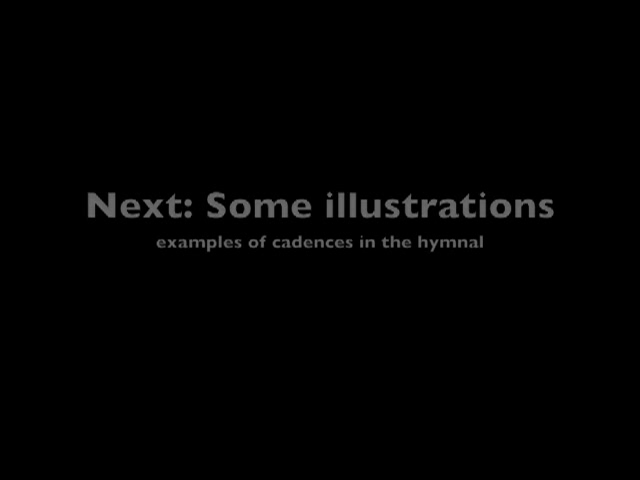 Next: Some illustrations
examples of cadences in the hymnal